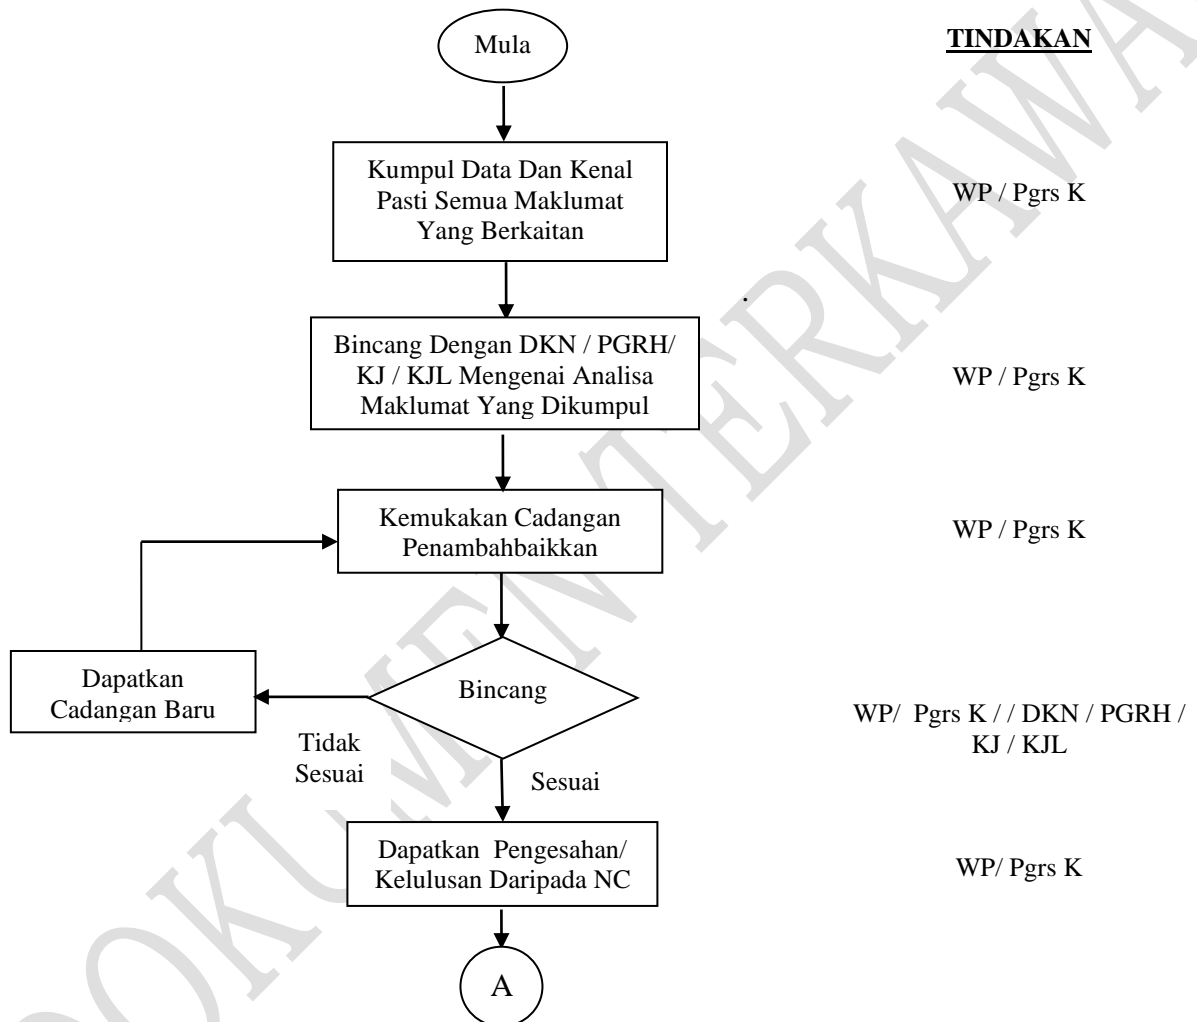 Mula
TINDAKAN
Kumpul Data Dan Kenal
Pasti Semua Maklumat
Yang Berkaitan
WP / Pgrs K
.
Bincang Dengan DKN / PGRH/
KJ / KJL Mengenai Analisa
Maklumat Yang Dikumpul
WP / Pgrs K
Kemukakan Cadangan
Penambahbaikkan
WP / Pgrs K
Dapatkan
Cadangan Baru
Bincang
WP/ Pgrs K / / DKN / PGRH /
KJ / KJL
Tidak
Sesuai
Sesuai
Dapatkan Pengesahan/
Kelulusan Daripada NC
WP/ Pgrs K
A
DOKUMEN TERKAWAL